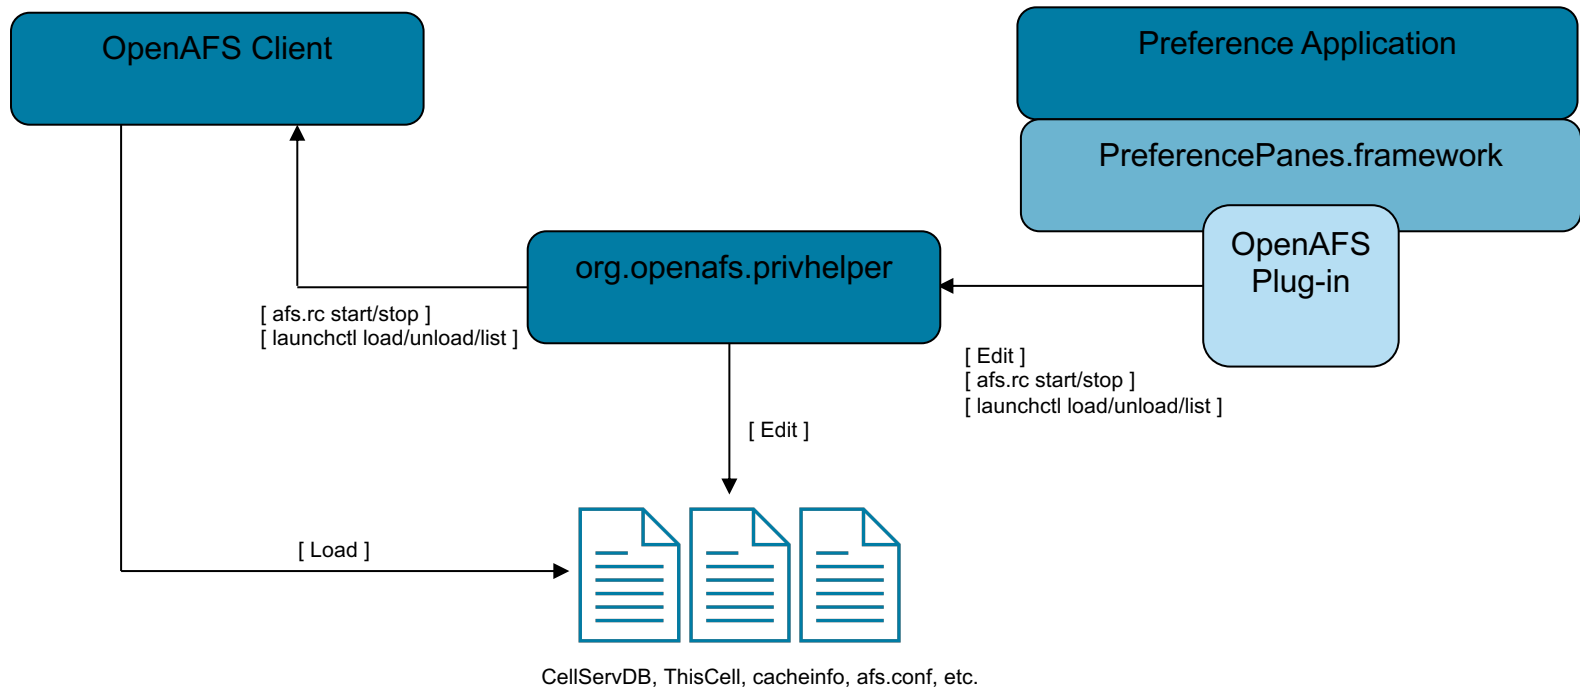 OpenAFS Client
Preference Application
PreferencePanes.framework
OpenAFS
Plug-in
org.openafs.privhelper
[ afs.rc start/stop ]
[ launchctl load/unload/list ]
[ Edit ]
[ afs.rc start/stop ]
[ launchctl load/unload/list ]
[ Edit ]
[ Load ]
CellServDB, ThisCell, cacheinfo, afs.conf, etc.